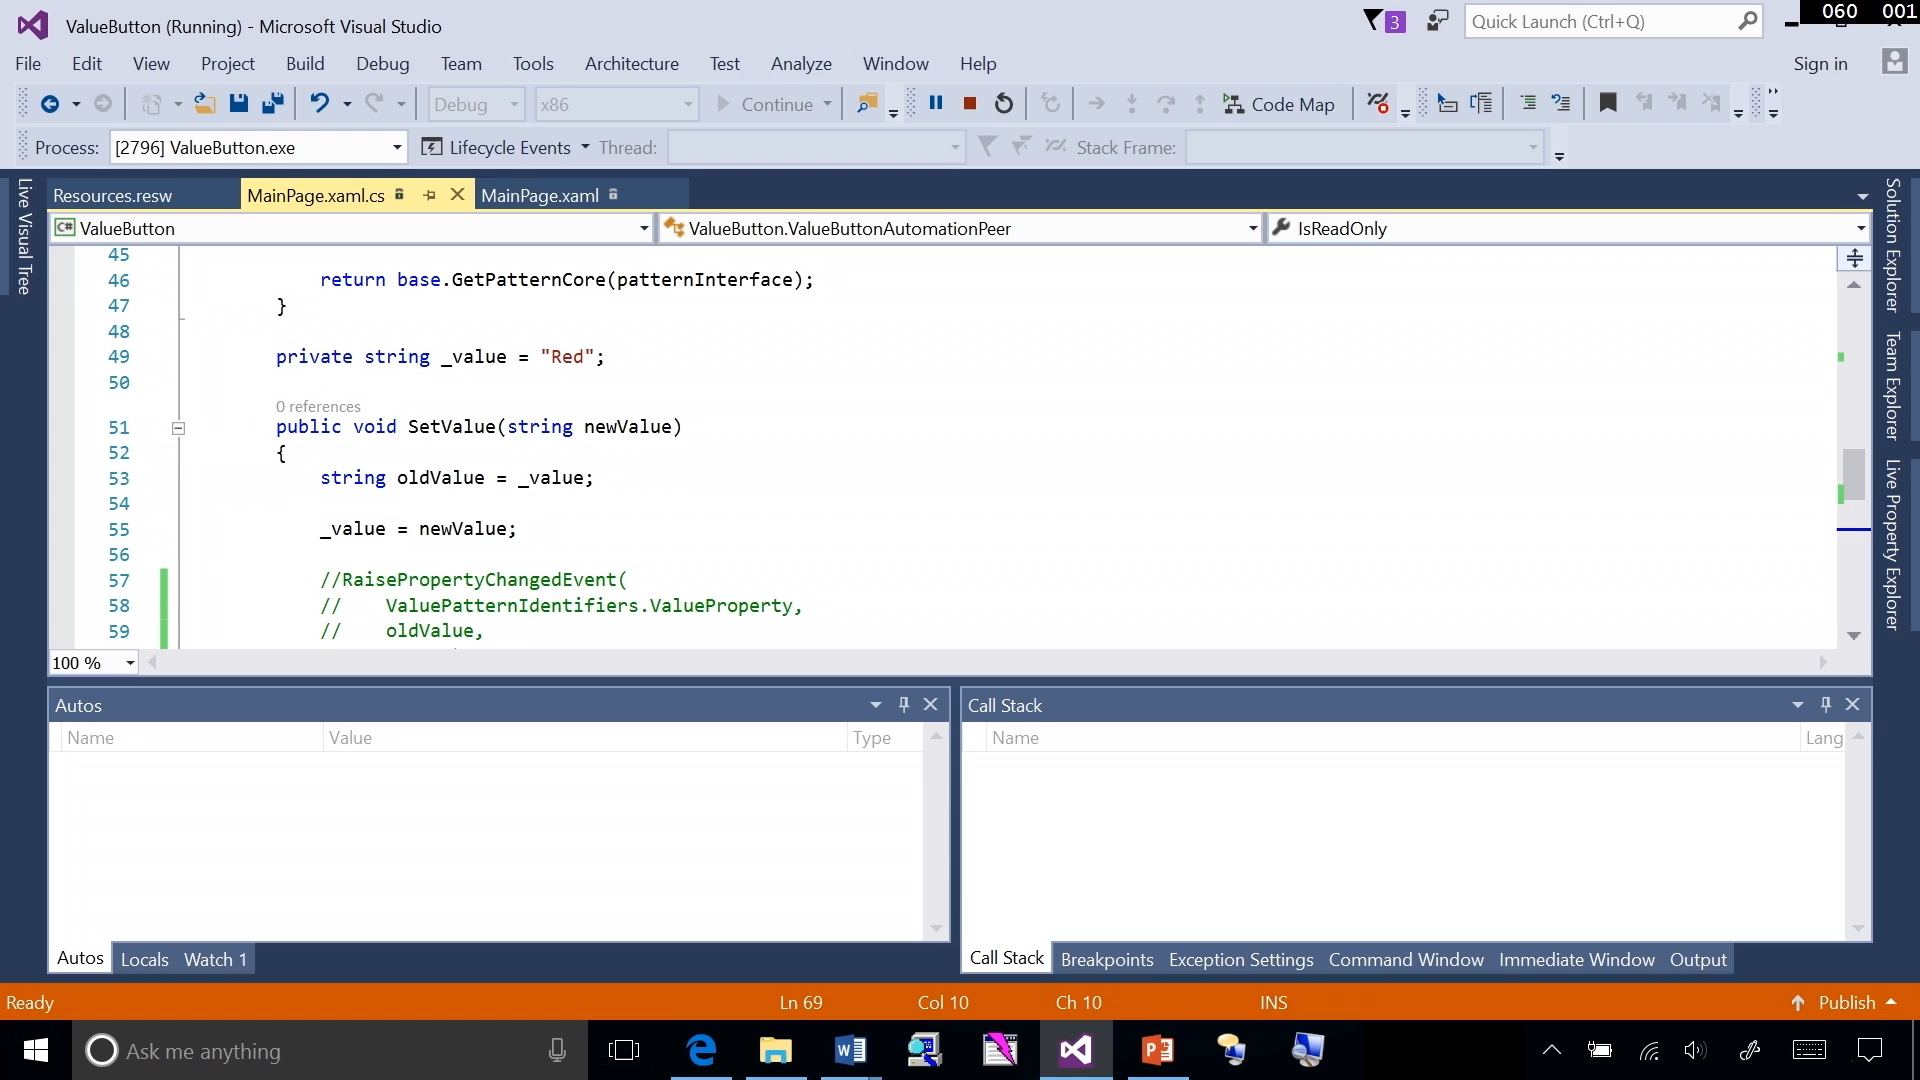 ValueButton (Running) - Microsoft Visual Studio
3
Quick Launch (Ctrl+Q)
060 001
File Edit View Project Build Debug Team Tools Architecture Test Analyze Window Help
Sign in
Debug x86 Continue Code Map
Process: [2796] ValueButton.exe Lifecycle Events Thread: Stack Frame:
Live Visual Tree
Resources.resw MainPage.xaml.cs MainPage.xaml
C# ValueButton ValueButton.ValueButtonAutomationPeer IsReadOnly
45
46 return base.GetPatternCore(patternInterface);
47 }
48
49 private string _value = "Red";
50
0 references
51 public void SetValue(string newValue)
52 {
53 string oldValue = _value;
54
55 _value = newValue;
56
57 //RaisePropertyChangedEvent(
58 // ValuePatternIdentifiers.ValueProperty,
59 // oldValue,
100 %
Solution Explorer
Team Explorer
Live Property Explorer
Autos
Name Value Type
Autos Locals Watch 1
Call Stack
Name Lang
Call Stack Breakpoints Exception Settings Command Window Immediate Window Output
Ready Ln 69 Col 10 Ch 10 INS Publish
Ask me anything